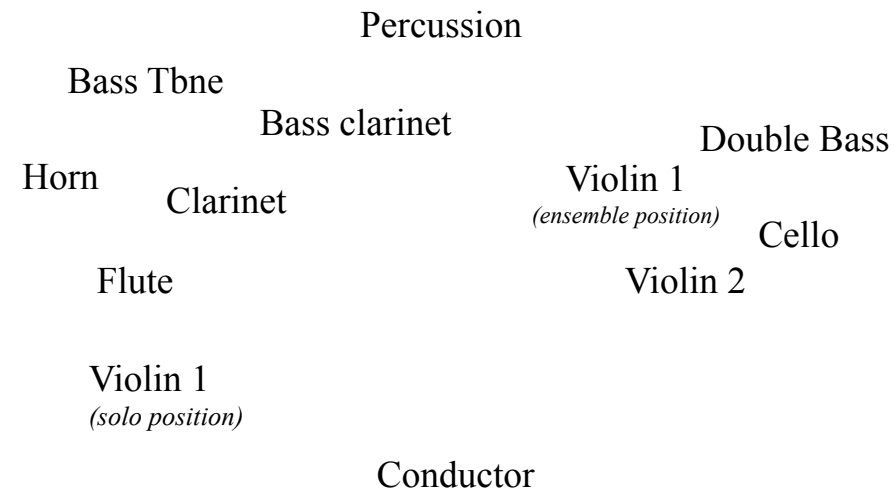 Percussion
Bass Tbne
Bass clarinet
Double Bass
Horn
Clarinet
Violin 1
(ensemble position)
Cello
Flute
Violin 2
Violin 1
(solo position)
Conductor